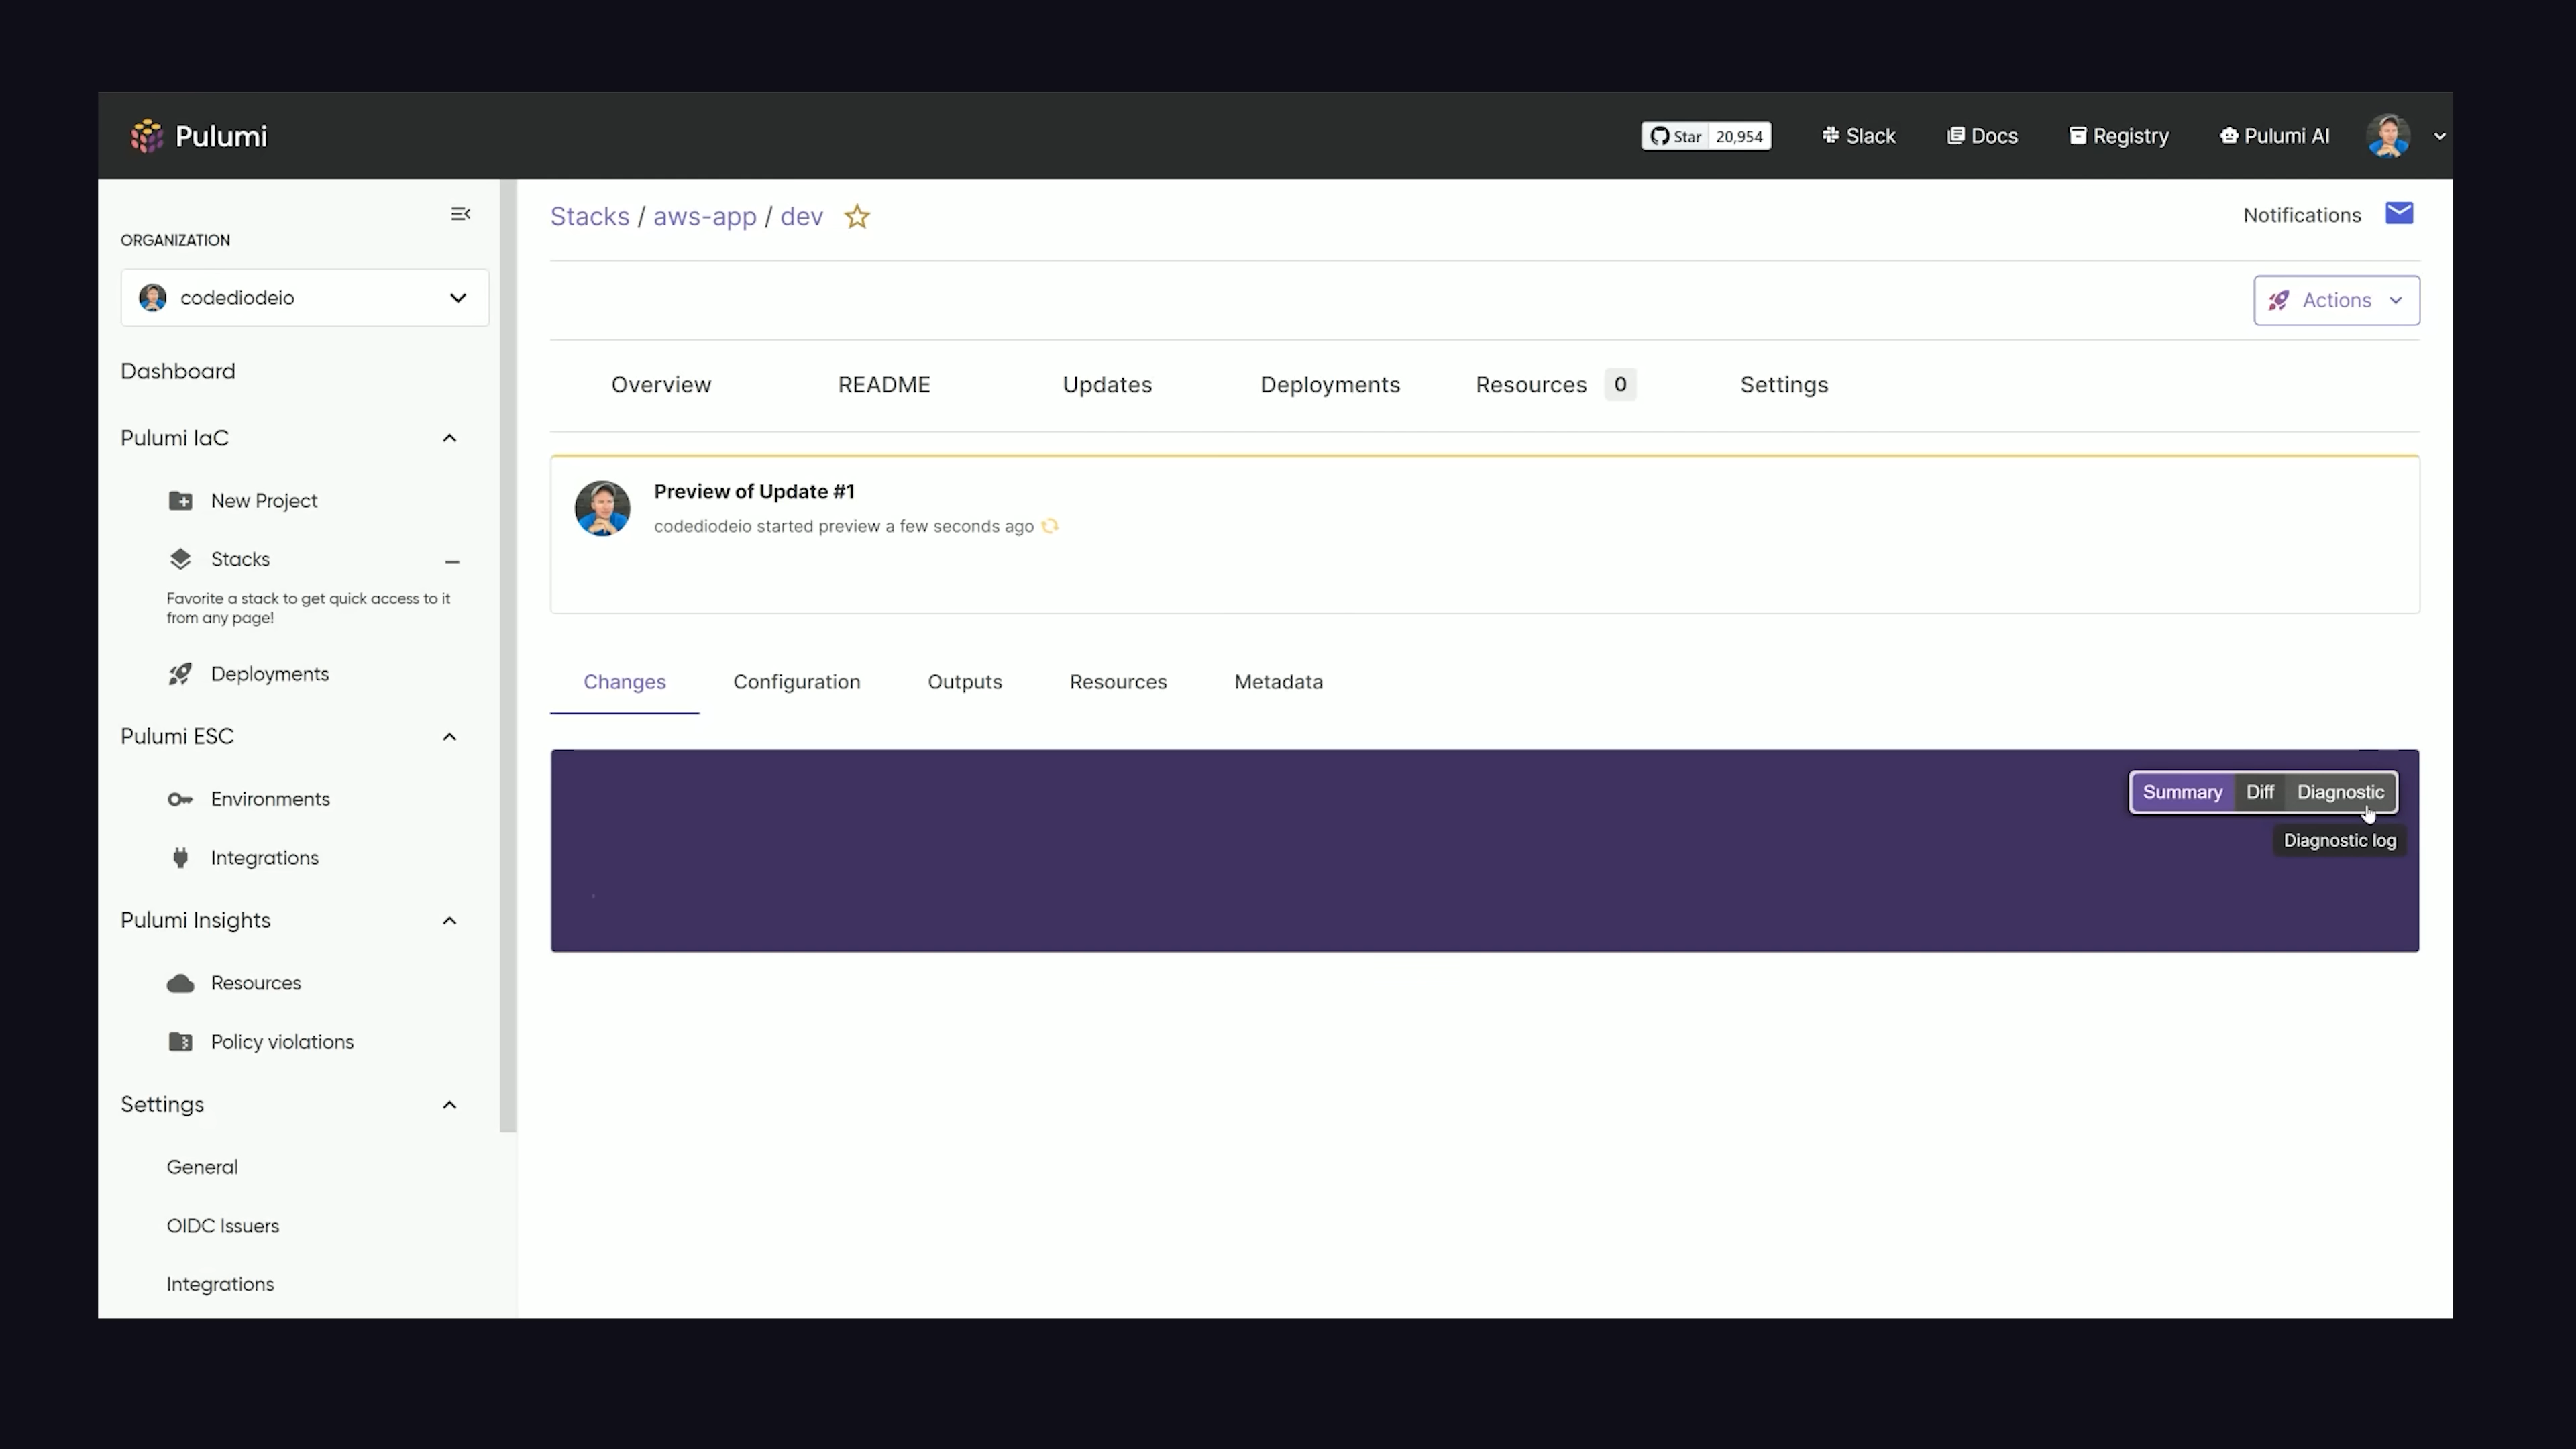 Pulumi
Star 20,954
Slack
Docs
Registry
Pulumi AI
ORGANIZATION
codediodeio
Dashboard
Pulumi IaC
New Project
Stacks
Favorite a stack to get quick access to it
from any page!
Deployments
Pulumi ESC
Environments
Integrations
Pulumi Insights
Resources
Policy violations
Settings
General
OIDC Issuers
Integrations
Stacks / aws-app / dev
Notifications
Actions
Overview
README
Updates
Deployments
Resources 0
Settings
Preview of Update #1
codediodeio started preview a few seconds ago
Changes
Configuration
Outputs
Resources
Metadata
Summary
Diff
Diagnostic
Diagnostic log